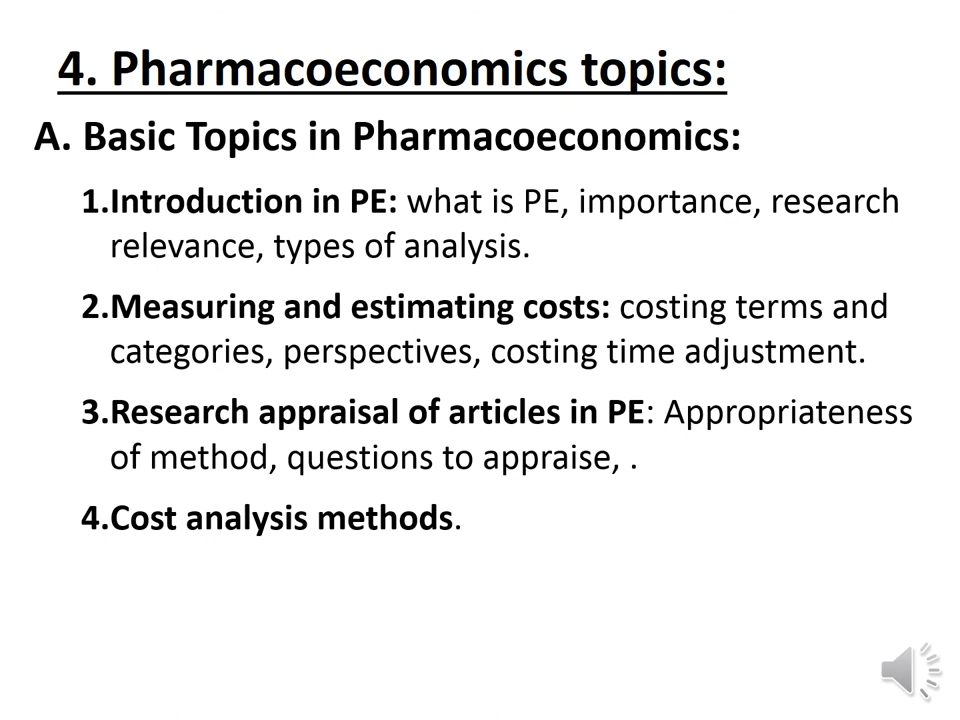 4. Pharmacoeconomics topics:
A. Basic Topics in Pharmacoeconomics:
1.Introduction in PE: what is PE, importance, research
relevance, types of analysis.
2.Measuring and estimating costs: costing terms and
categories, perspectives, costing time adjustment.
3.Research appraisal of articles in PE: Appropriateness
of method, questions to appraise, .
4.Cost analysis methods.